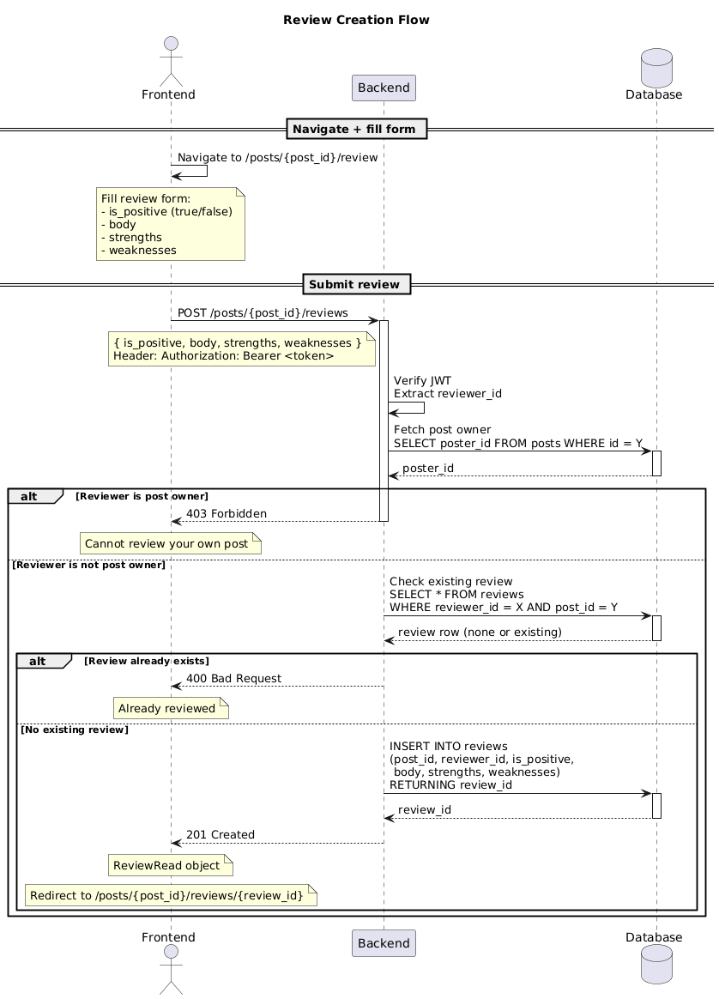 Review Creation Flow
Frontend
Backend
Database
Navigate + fill form
Navigate to /posts/{post_id}/review
Fill review form:
- is_positive (true/false)
- body
- strengths
- weaknesses
Submit review
POST /posts/{post_id}/reviews
{ is_positive, body, strengths, weaknesses }
Header: Authorization: Bearer <token>
Verify JWT
Extract reviewer_id
Fetch post owner
SELECT poster_id FROM posts WHERE id = Y
poster_id
alt [Reviewer is post owner]
403 Forbidden
Cannot review your own post
[Reviewer is not post owner]
Check existing review
SELECT * FROM reviews
WHERE reviewer_id = X AND post_id = Y
review row (none or existing)
alt [Review already exists]
400 Bad Request
Already reviewed
[No existing review]
INSERT INTO reviews
(post_id, reviewer_id, is_positive,
body, strengths, weaknesses)
RETURNING review_id
review_id
201 Created
ReviewRead object
Redirect to /posts/{post_id}/reviews/{review_id}
Frontend
Backend
Database